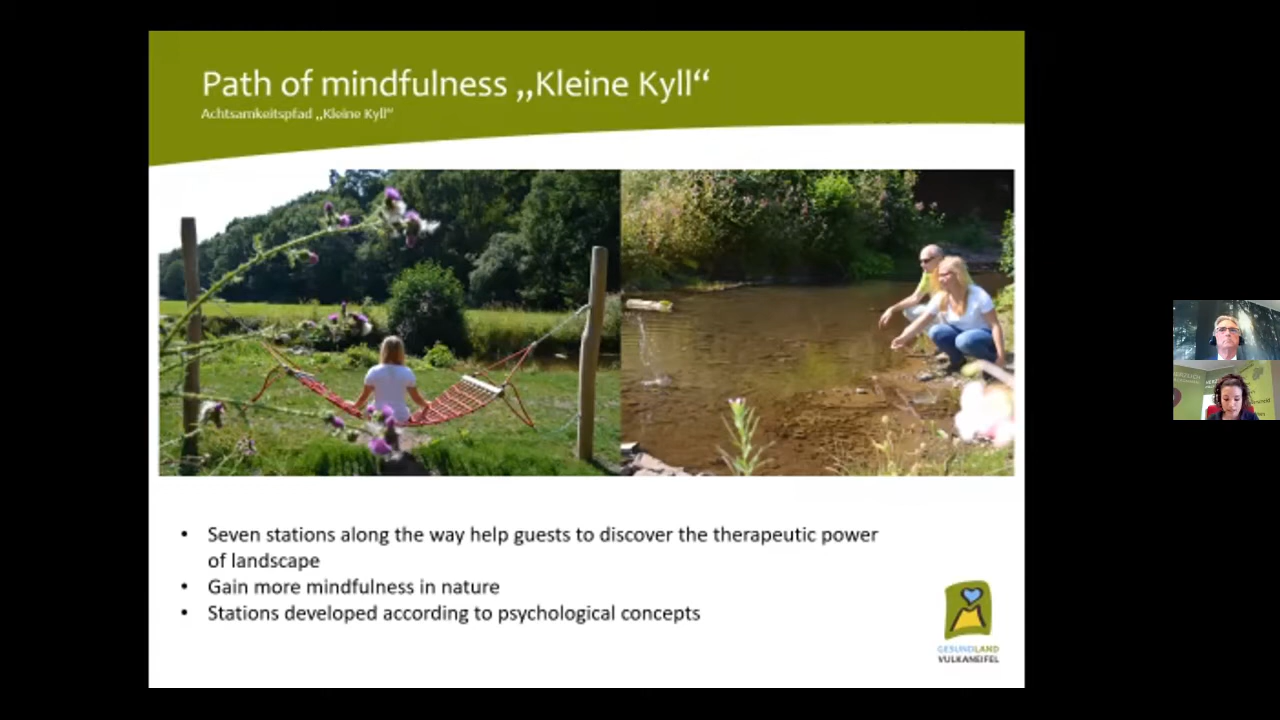 Path of mindfulness „Kleine Kyll“
Achtsamkeitspfad „Kleine Kyll“
• Seven stations along the way help guests to discover the therapeutic power
of landscape
• Gain more mindfulness in nature
• Stations developed according to psychological concepts
GESUNDLAND
VULKANEIFEL